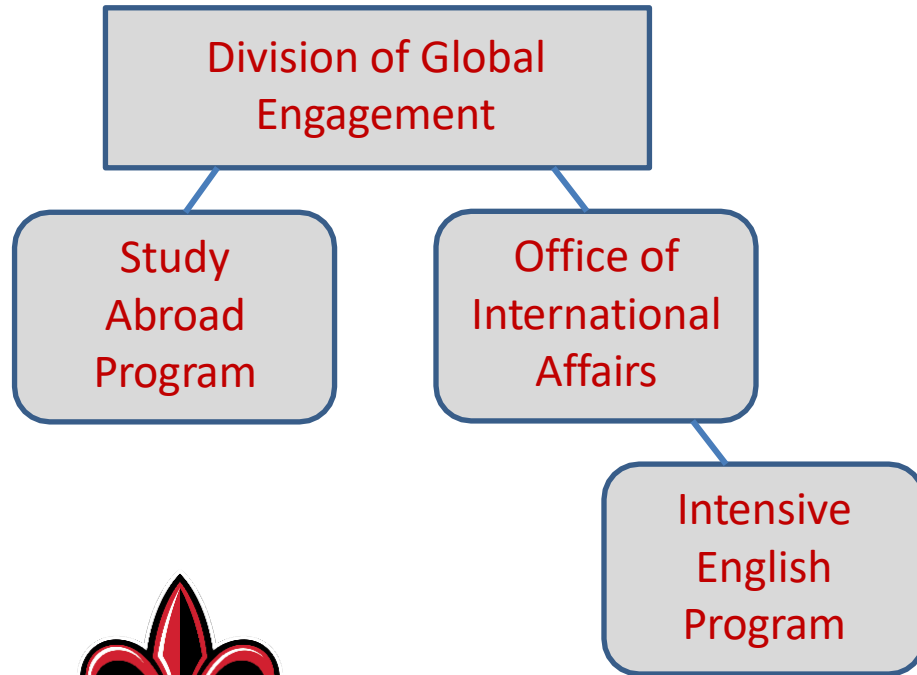 Division of Global
Engagement
Study
Abroad
Program
Office of
International
Affairs
Intensive
English
Program